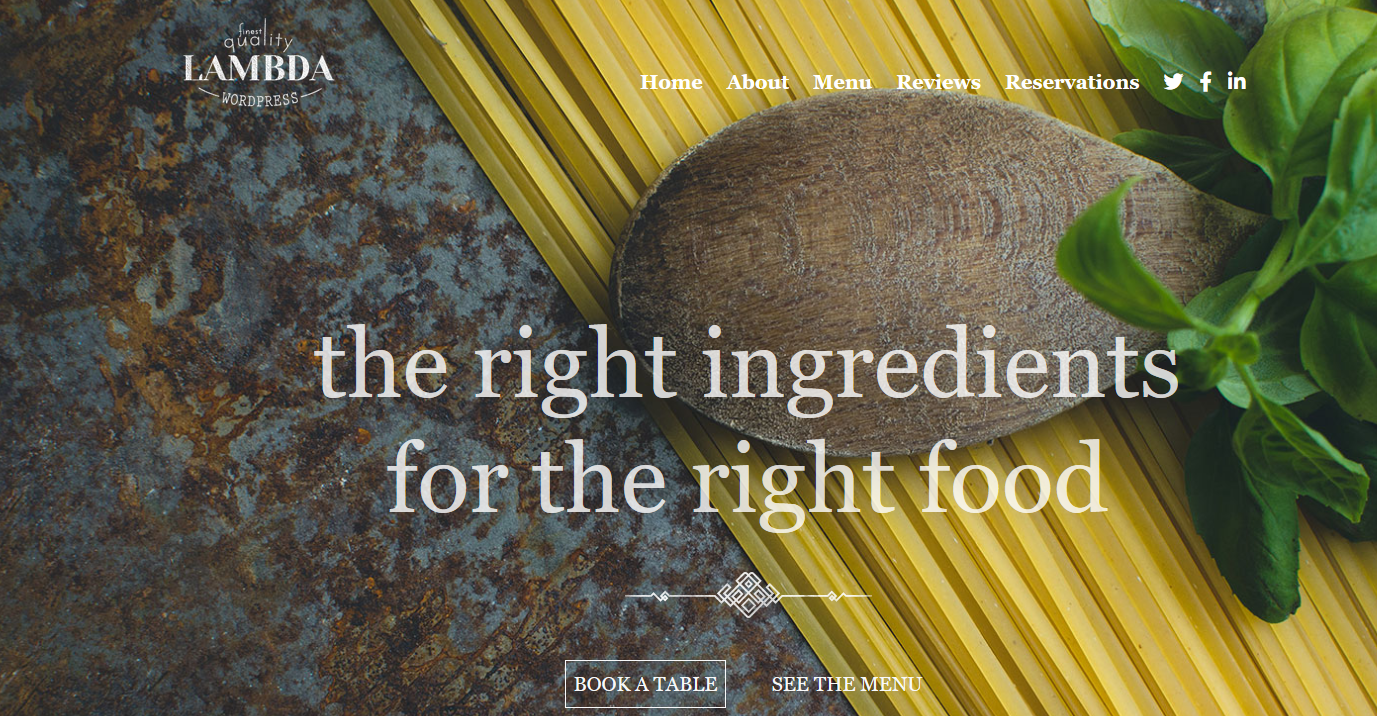 finest
quality
LAMBDA
WORDPRESS
Home About Menu Reviews Reservations
the right ingredients
for the right food
BOOK A TABLE SEE THE MENU